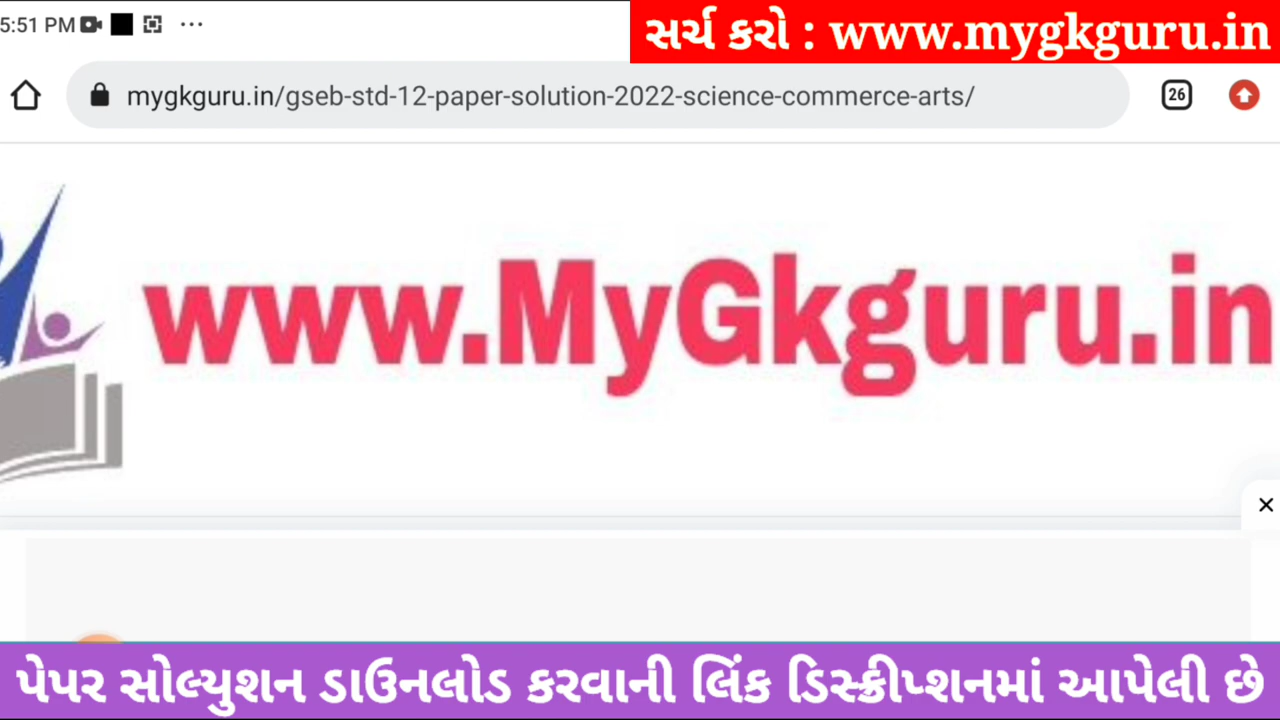 5:51 PM
સર્ચ કરો : www.mygkguru.in
mygkguru.in/gseb-std-12-paper-solution-2022-science-commerce-arts/
26
www.MyGkguru.in
પેપર સોલ્યુશન ડાઉનલોડ કરવાની લિંક ડિસ્ક્રીપ્શનમાં આપેલી છે